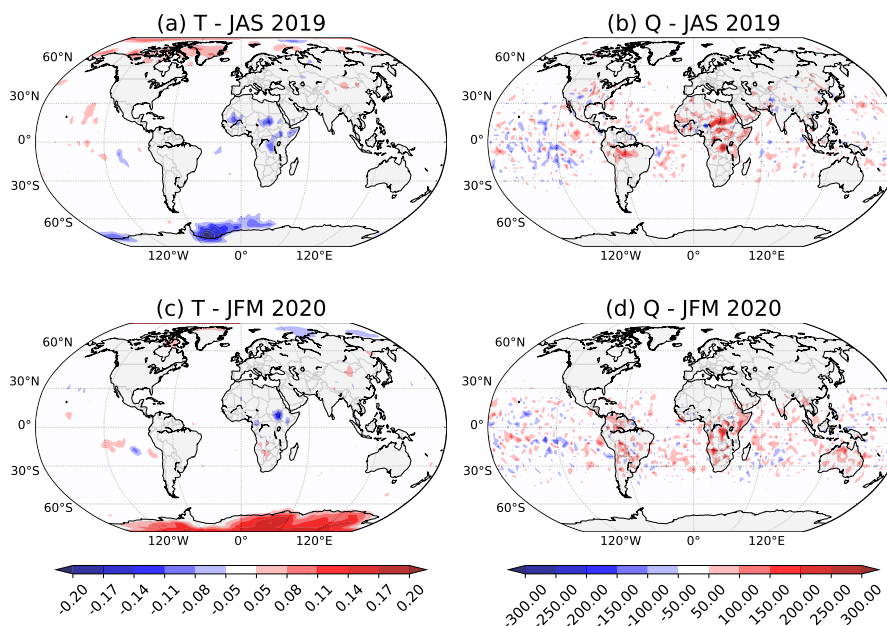 (a) T - JAS 2019
(b) Q - JAS 2019
60°N
60°N
30°N
30°N
0°
0°
30°S
30°S
60°S
60°S
120°W 0° 120°E
120°W 0° 120°E
(c) T - JFM 2020
(d) Q - JFM 2020
60°N
60°N
30°N
30°N
0°
0°
30°S
30°S
60°S
60°S
120°W 0° 120°E
120°W 0° 120°E
-0.20 -0.17 -0.14 -0.11 -0.08 -0.05 0.05 0.08 0.11 0.14 0.17 0.20
-300.00 -250.00 -200.00 -150.00 -100.00 -50.00 50.00 100.00 150.00 200.00 250.00 300.00